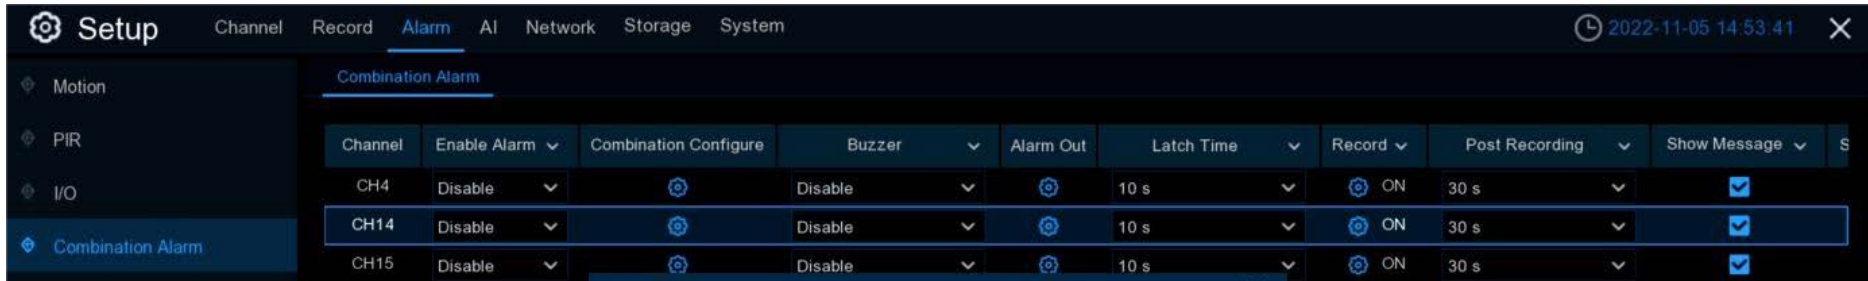 Setup Channel Record Alarm AI Network Storage System 2022-11-05 14:53:41
Motion
Combination Alarm
PIR
I/O
Combination Alarm
Channel Enable Alarm Combination Configure Buzzer Alarm Out Latch Time Record Post Recording Show Message S
CH4 Disable Disable 10 s ON 30 s
CH14 Disable Disable 10 s ON 30 s
CH15 Disable Disable 10 s ON 30 s